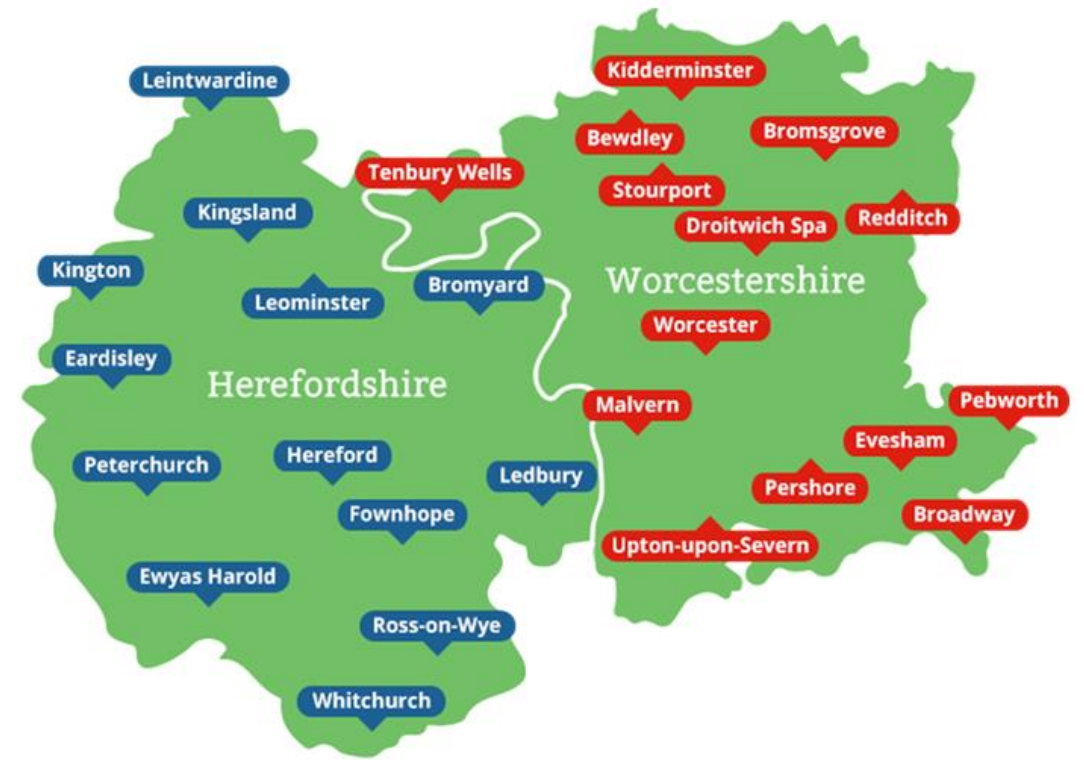 Leintwardine
Kidderminster
Bewdley
Bromsgrove
Tenbury Wells
Stourport
Kingsland
Droitwich Spa
Redditch
Kington
Leominster
Bromyard
Worcestershire
Worcester
Eardisley
Herefordshire
Malvern
Pebworth
Evesham
Peterchurch
Hereford
Ledbury
Pershore
Fownhope
Broadway
Upton-upon-Severn
Ewyas Harold
Ross-on-Wye
Whitchurch